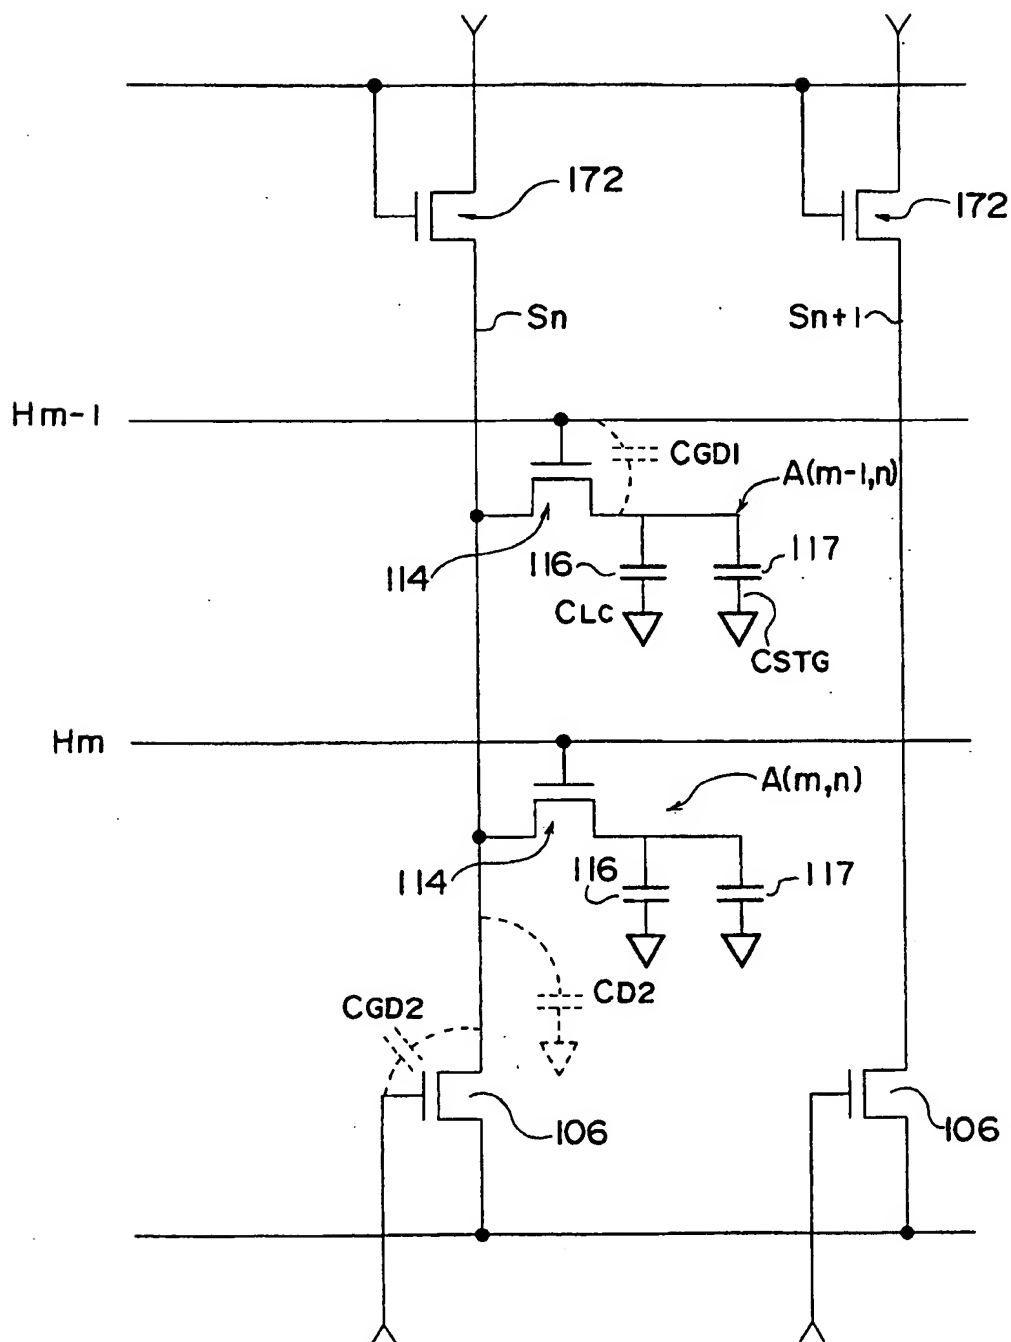 172
172
Sn
Sn+1
Hm-1
CGD1
A(m-1,n)
114
116
117
CLC
CSTG
Hm
A(m,n)
114
116
117
CD2
CGD2
106
106